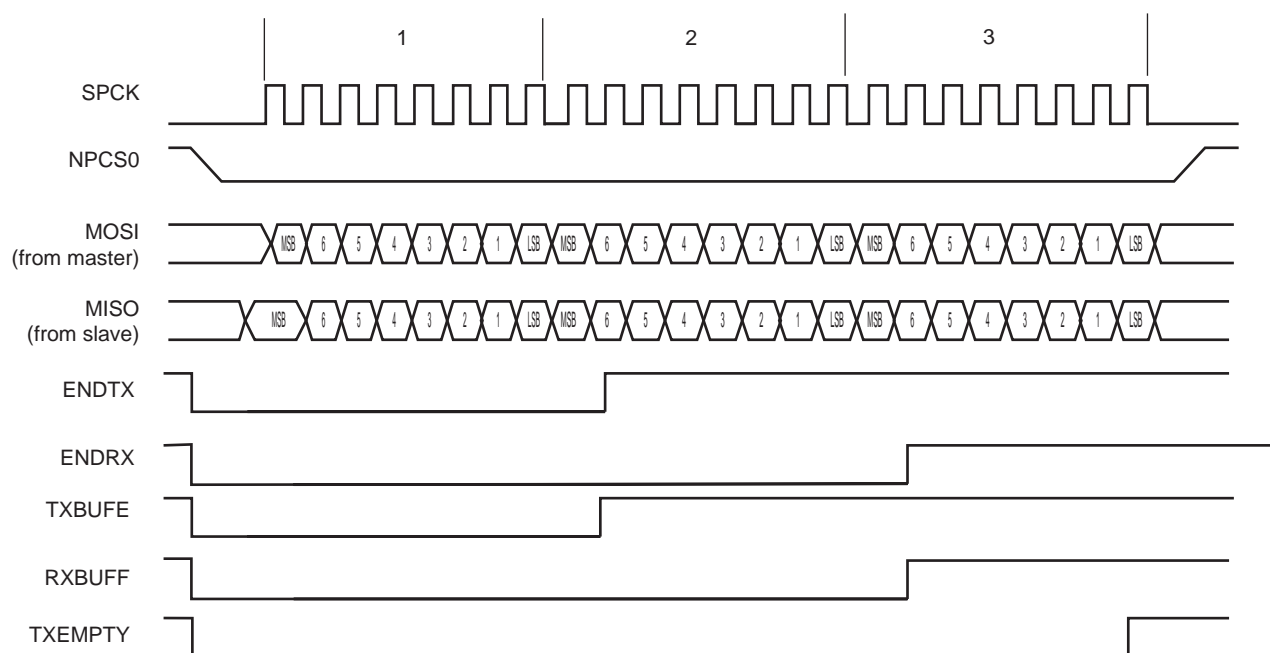 1 2 3
SPCK
NPCS0
MOSI
(from master)
MSB 6 5 4 3 2 1 LSB MSB 6 5 4 3 2 1 LSB MSB 6 5 4 3 2 1 LSB
MISO
(from slave)
MSB 6 5 4 3 2 1 LSB MSB 6 5 4 3 2 1 LSB MSB 6 5 4 3 2 1 LSB
ENDTX
ENDRX
TXBUFE
RXBUFF
TXEMPTY